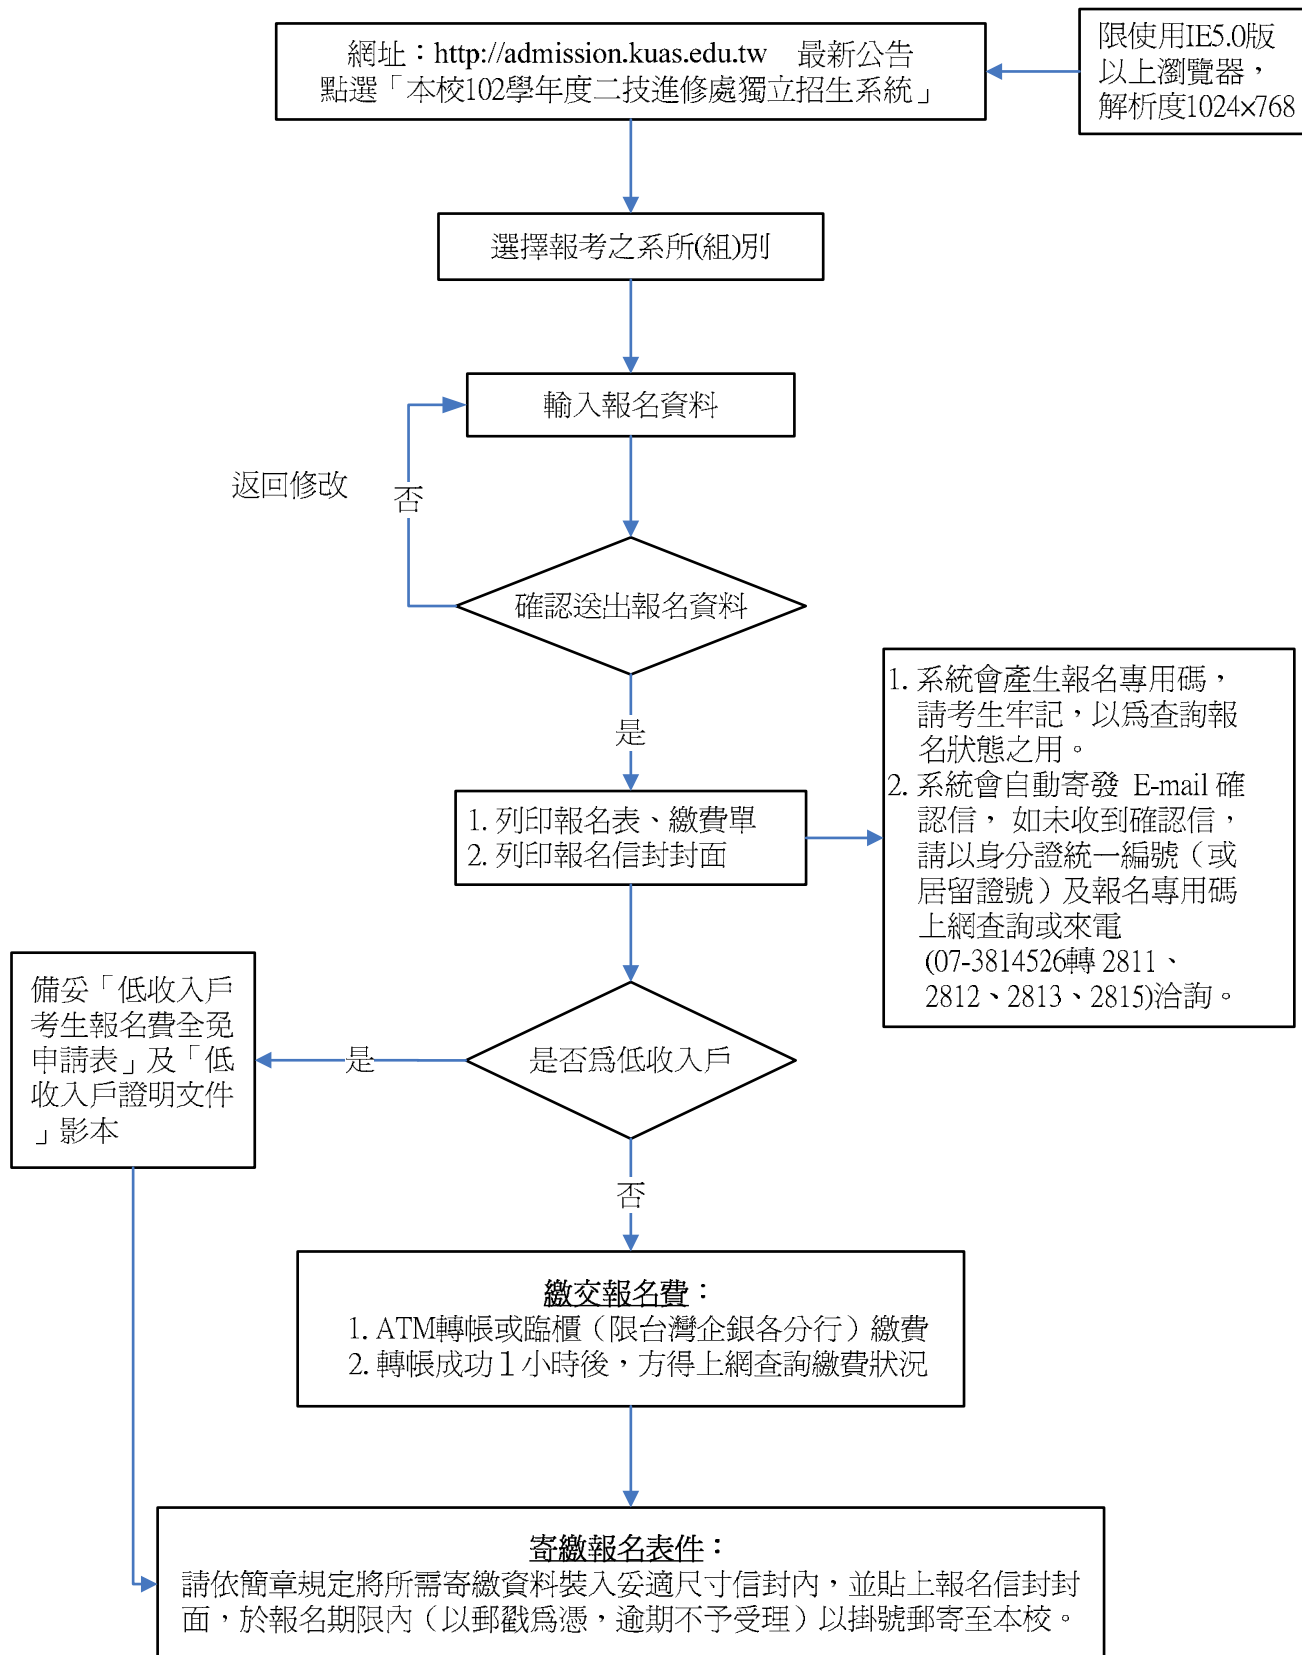 網址：http://admission.kuas.edu.tw　最新公告
點選「本校102學年度二技進修處獨立招生系統」
限使用IE5.0版
以上瀏覽器，
解析度1024×768
選擇報考之系所(組)別
輸入報名資料
返回修改
否
確認送出報名資料
是
1. 列印報名表、繳費單
2. 列印報名信封封面
1. 系統會產生報名專用碼，
請考生牢記，以為查詢報
名狀態之用。
2. 系統會自動寄發 E-mail 確
認信， 如未收到確認信，
請以身分證統一編號（或
居留證號）及報名專用碼
上網查詢或來電
(07-3814526轉 2811、
2812、2813、2815)洽詢。
是否為低收入戶
是
備妥「低收入戶
考生報名費全免
申請表」及「低
收入戶證明文件
」影本
否
繳交報名費：
1. ATM轉帳或臨櫃（限台灣企銀各分行）繳費
2. 轉帳成功１小時後，方得上網查詢繳費狀況
寄繳報名表件：
請依簡章規定將所需寄繳資料裝入妥適尺寸信封內，並貼上報名信封封
面，於報名期限內（以郵戳為憑，逾期不予受理）以掛號郵寄至本校。